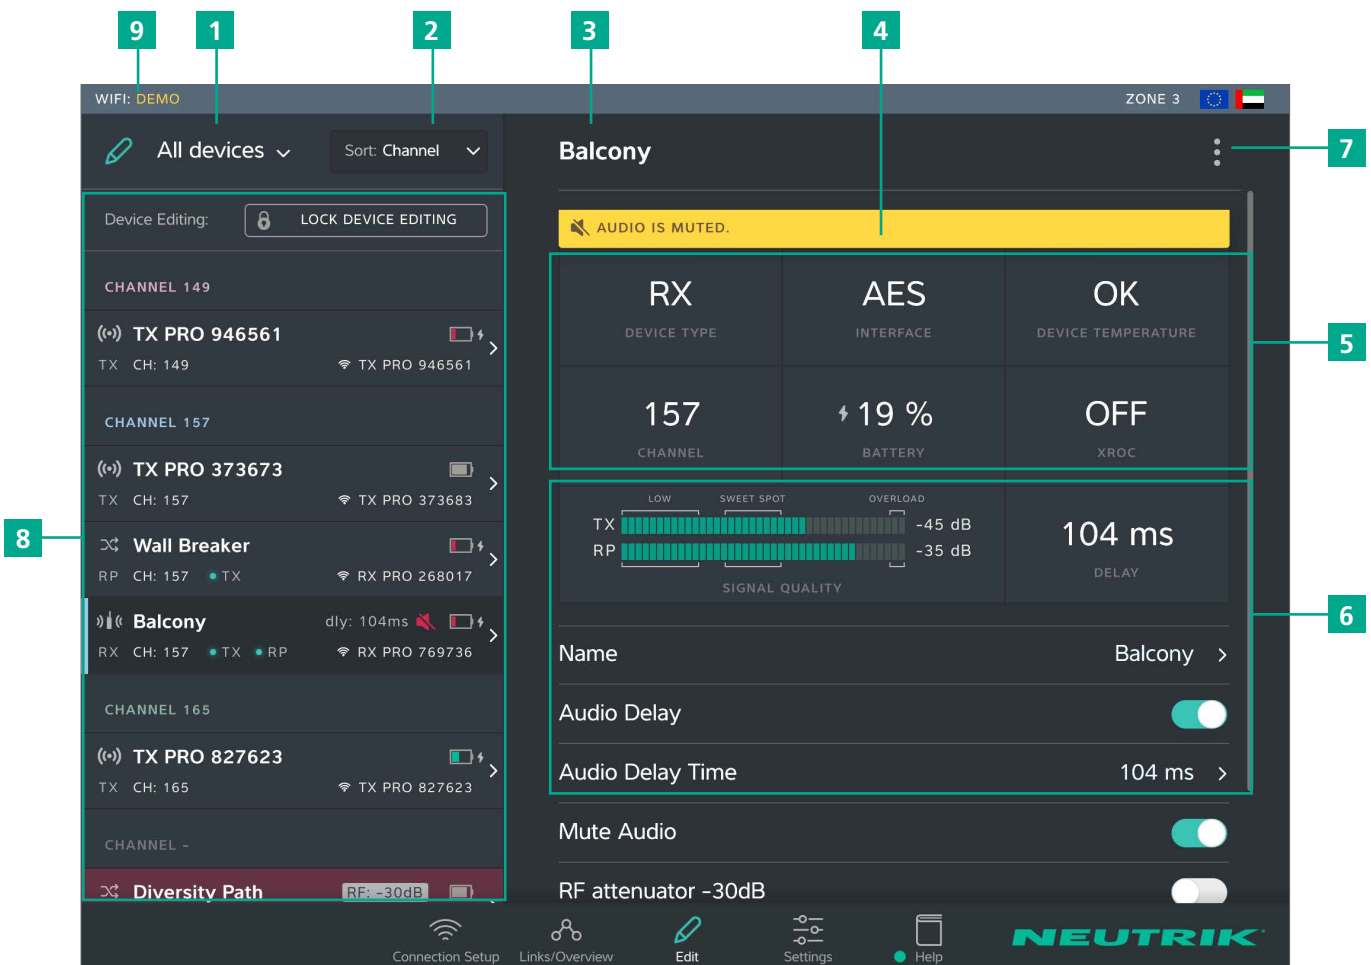 9
1
2
3
4
WIFI: DEMO
ZONE 3
All devices
Sort: Channel
Balcony
7
Device Editing:
LOCK DEVICE EDITING
AUDIO IS MUTED.
CHANNEL 149
TX PRO 946561
TX CH: 149
TX PRO 946561
RX
DEVICE TYPE
AES
INTERFACE
OK
DEVICE TEMPERATURE
5
CHANNEL 157
157
CHANNEL
19 %
BATTERY
OFF
XROC
TX PRO 373673
TX CH: 157
TX PRO 373683
8
Wall Breaker
RP CH: 157 TX
RX PRO 268017
LOW
SWEET SPOT
OVERLOAD
TX
-45 dB
RP
-35 dB
SIGNAL QUALITY
104 ms
DELAY
6
Balcony
dly: 104ms
RX CH: 157 TX RP
RX PRO 769736
Name
Balcony
CHANNEL 165
Audio Delay
TX PRO 827623
TX CH: 165
TX PRO 827623
Audio Delay Time
104 ms
CHANNEL -
Mute Audio
Diversity Path
RF: -30dB
RF attenuator -30dB
Connection Setup
Links/Overview
Edit
Settings
Help
NEUTRIK